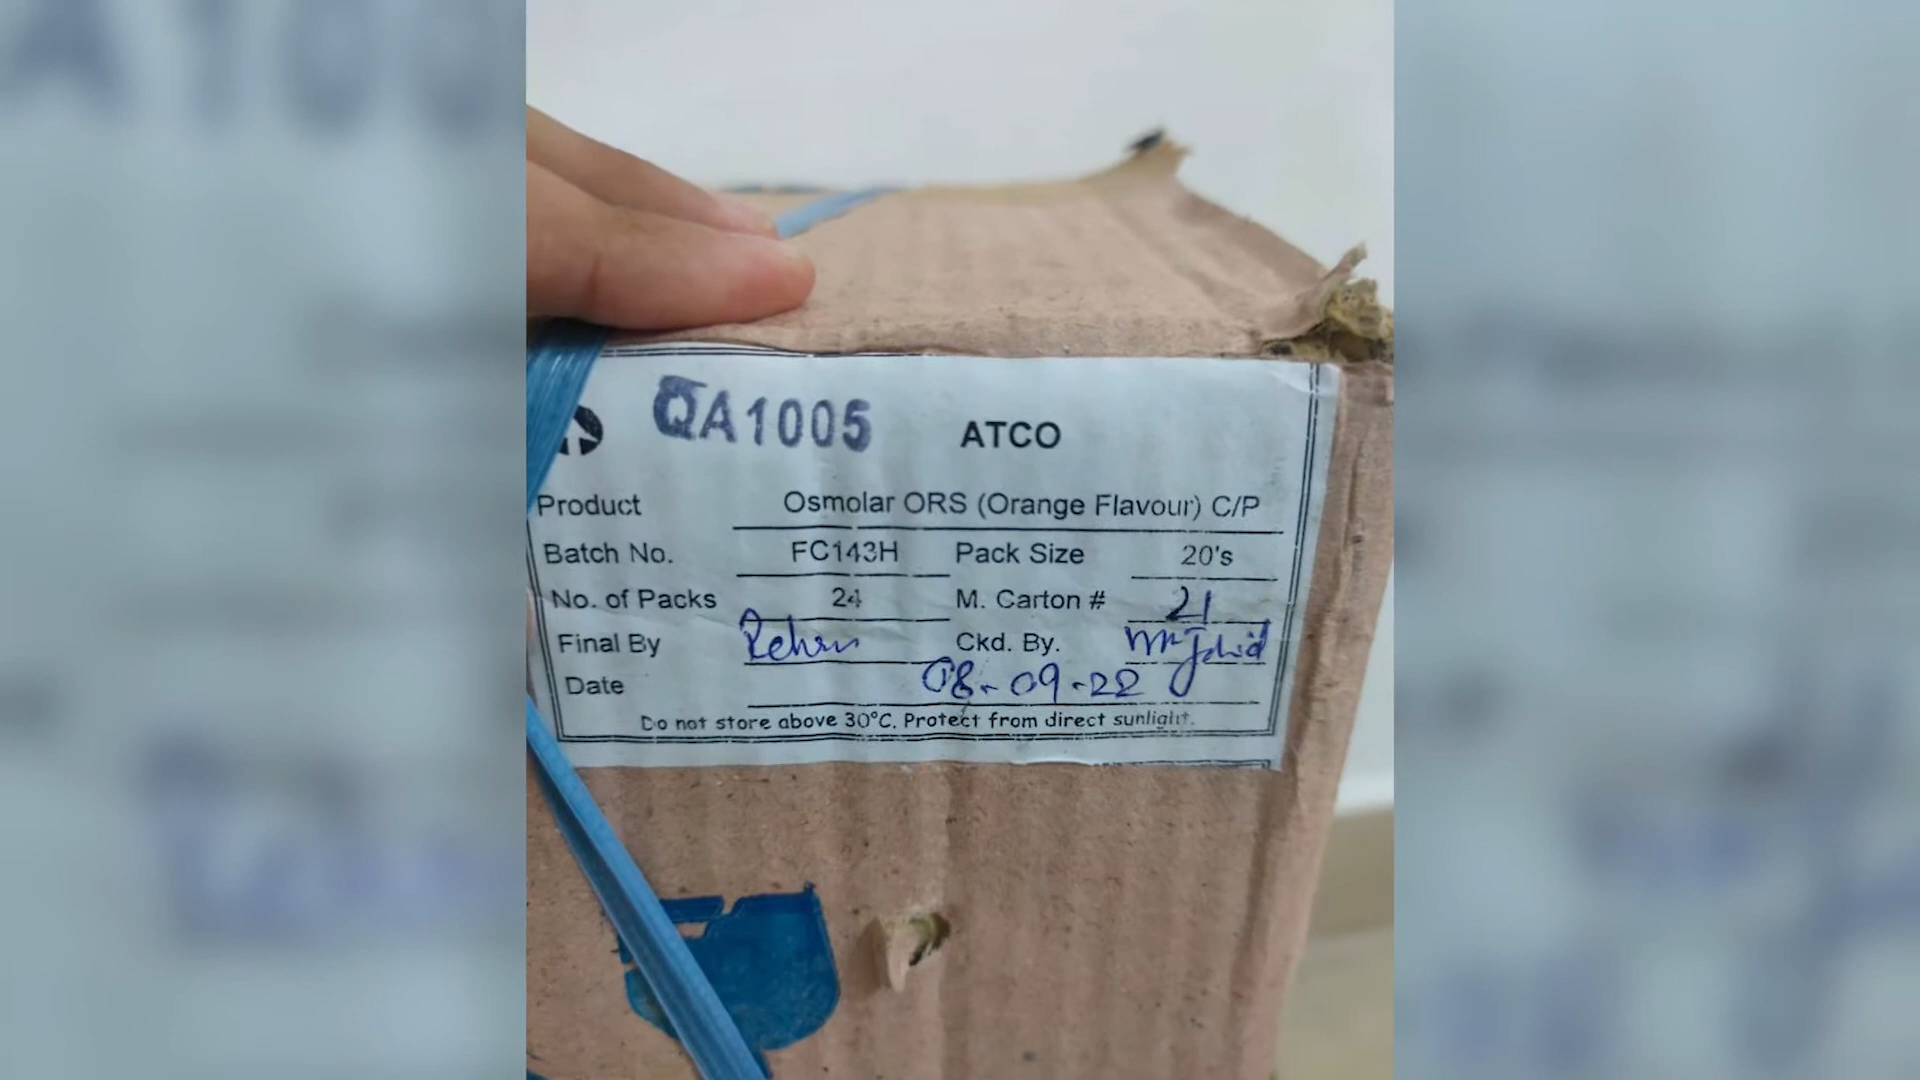 QA1005 ATCO
Product Osmolar ORS (Orange Flavour) C/P
Batch No. FC143H Pack Size 20's
No. of Packs 24 M. Carton # 21
Final By Ckd. By.
Date 08-09-22
Do not store above 30°C. Protect from direct sunlight.